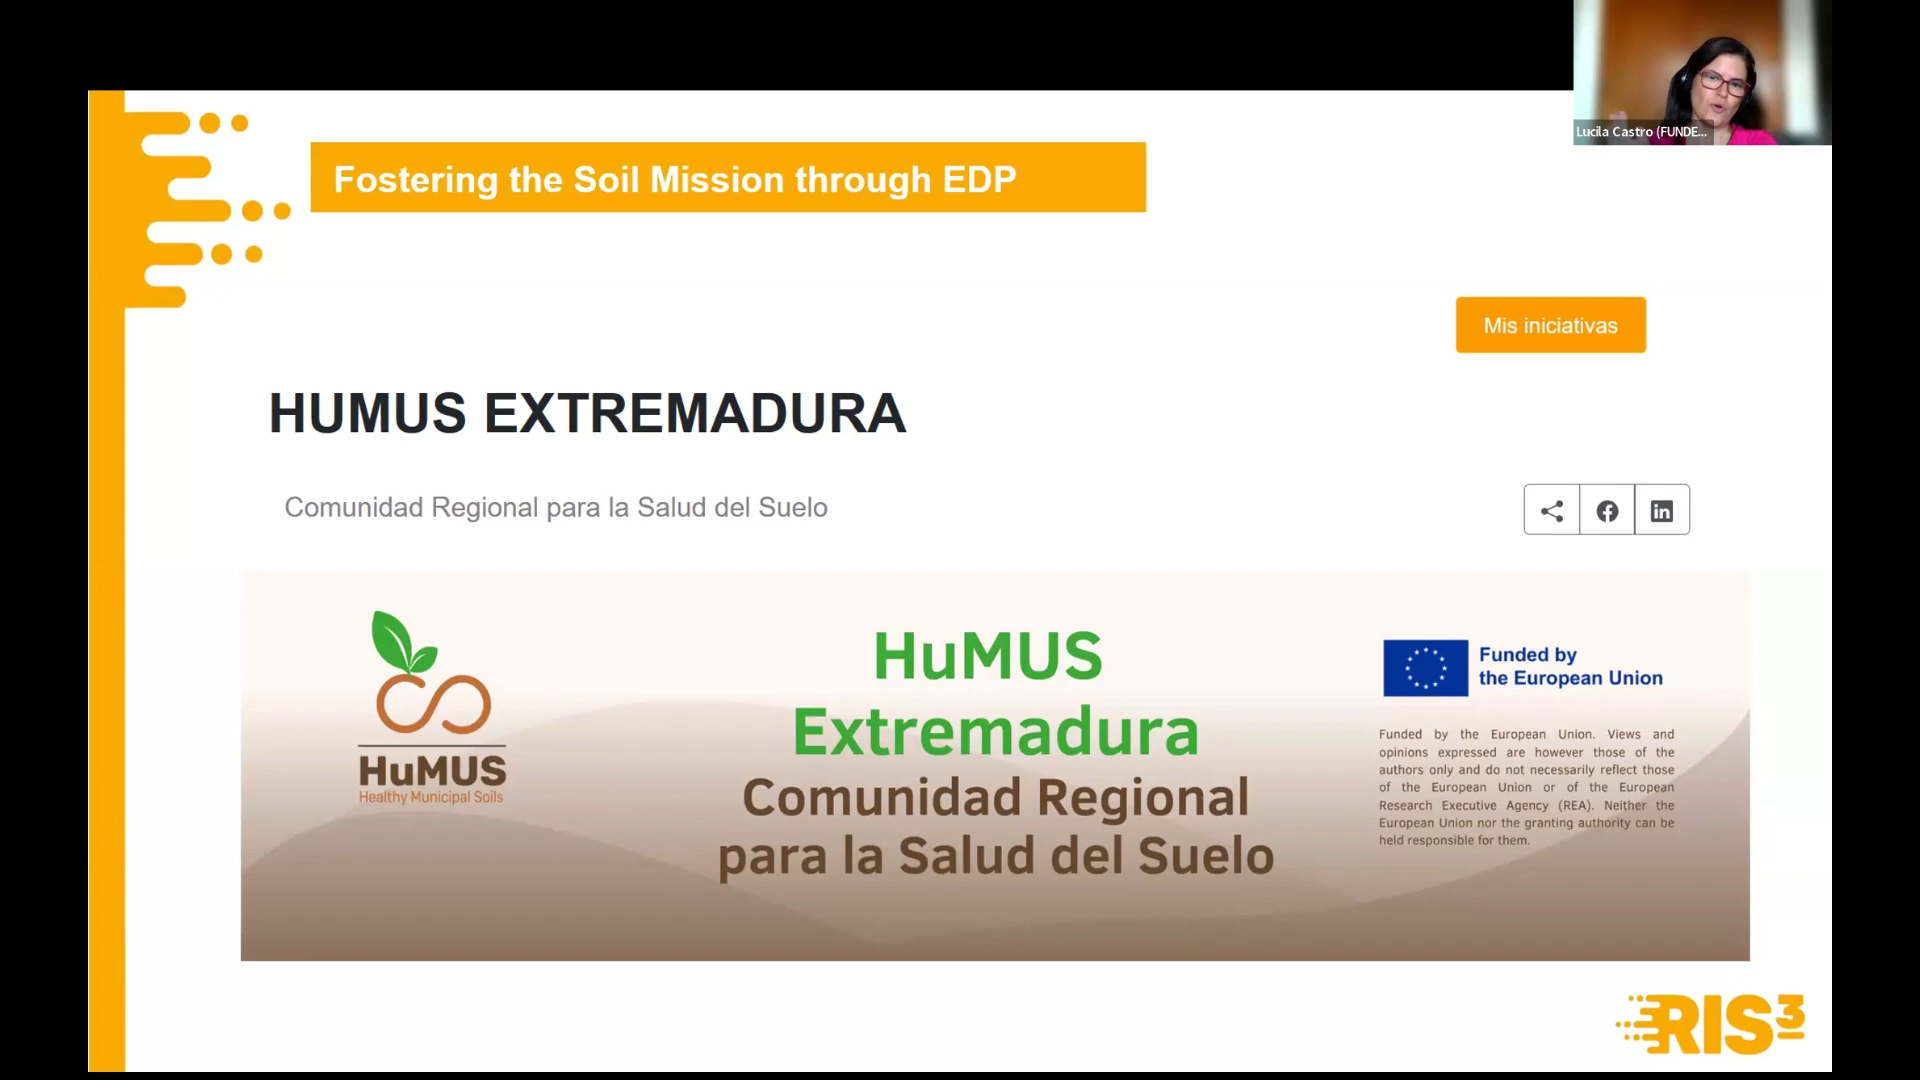 Lucila Castro (FUNDE...
Fostering the Soil Mission through EDP
Mis iniciativas
HUMUS EXTREMADURA
Comunidad Regional para la Salud del Suelo
HuMUS
Healthy Municipal Soils
HuMUS
Extremadura
Comunidad Regional
para la Salud del Suelo
Funded by
the European Union
Funded by the European Union. Views and
opinions expressed are however those of the
authors only and do not necessarily reflect those
of the European Union or of the European
Research Executive Agency (REA). Neither the
European Union nor the granting authority can be
held responsible for them.
RIS3